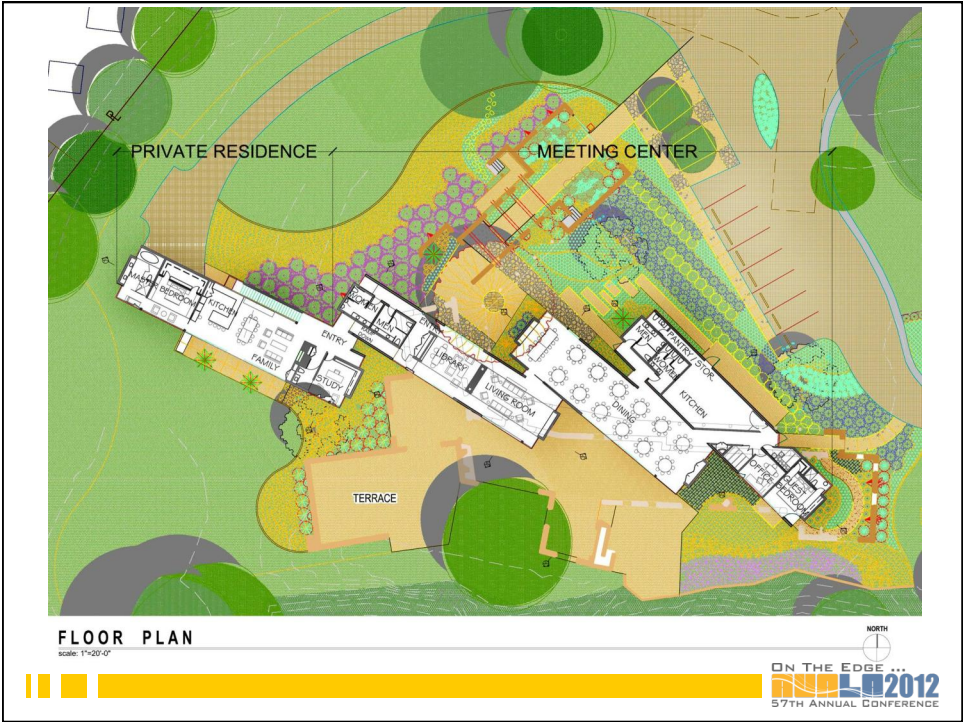 PRIVATE RESIDENCE
MEETING CENTER
MASTER BEDROOM
KITCHEN
FAMILY
ENTRY
STUDY
WOMEN
MEN
ENTRY
LIBRARY
LIVING ROOM
DINING
MEN
WOMEN
PANTRY / STOR.
KITCHEN
OFFICE
GUEST
BEDROOM
TERRACE
FLOOR PLAN
scale: 1"=20'-0"
NORTH
ON THE EDGE ...
2012
57TH ANNUAL CONFERENCE